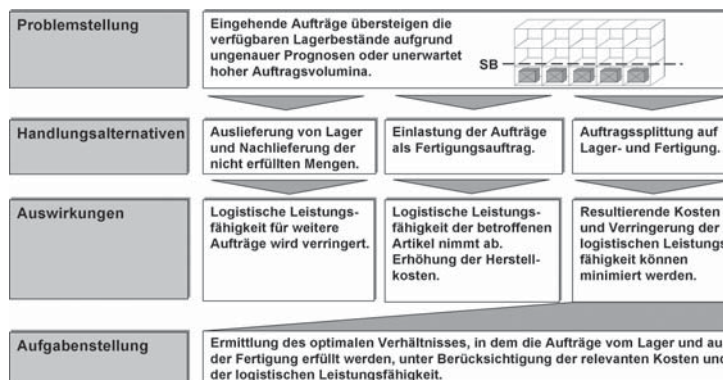 Problemstellung
Eingehende Aufträge übersteigen die
verfügbaren Lagerbestände aufgrund
ungenauer Prognosen oder unerwartet
hoher Auftragsvolumina.
SB
Handlungsalternativen
Auslieferung von Lager
und Nachlieferung der
nicht erfüllten Mengen.
Einlastung der Aufträge
als Fertigungsauftrag.
Auftragssplittung auf
Lager- und Fertigung.
Auswirkungen
Logistische Leistungs-
fähigkeit für weitere
Aufträge wird verringert.
Logistische Leistungs-
fähigkeit der betroffenen
Artikel nimmt ab.
Erhöhung der Herstell-
kosten.
Resultierende Kosten
und Verringerung der
logistischen Leistungs
fähigkeit können
minimiert werden.
Aufgabenstellung
Ermittlung des optimalen Verhältnisses, in dem die Aufträge vom Lager und au
der Fertigung erfüllt werden, unter Berücksichtigung der relevanten Kosten und
der logistischen Leistungsfähigkeit.